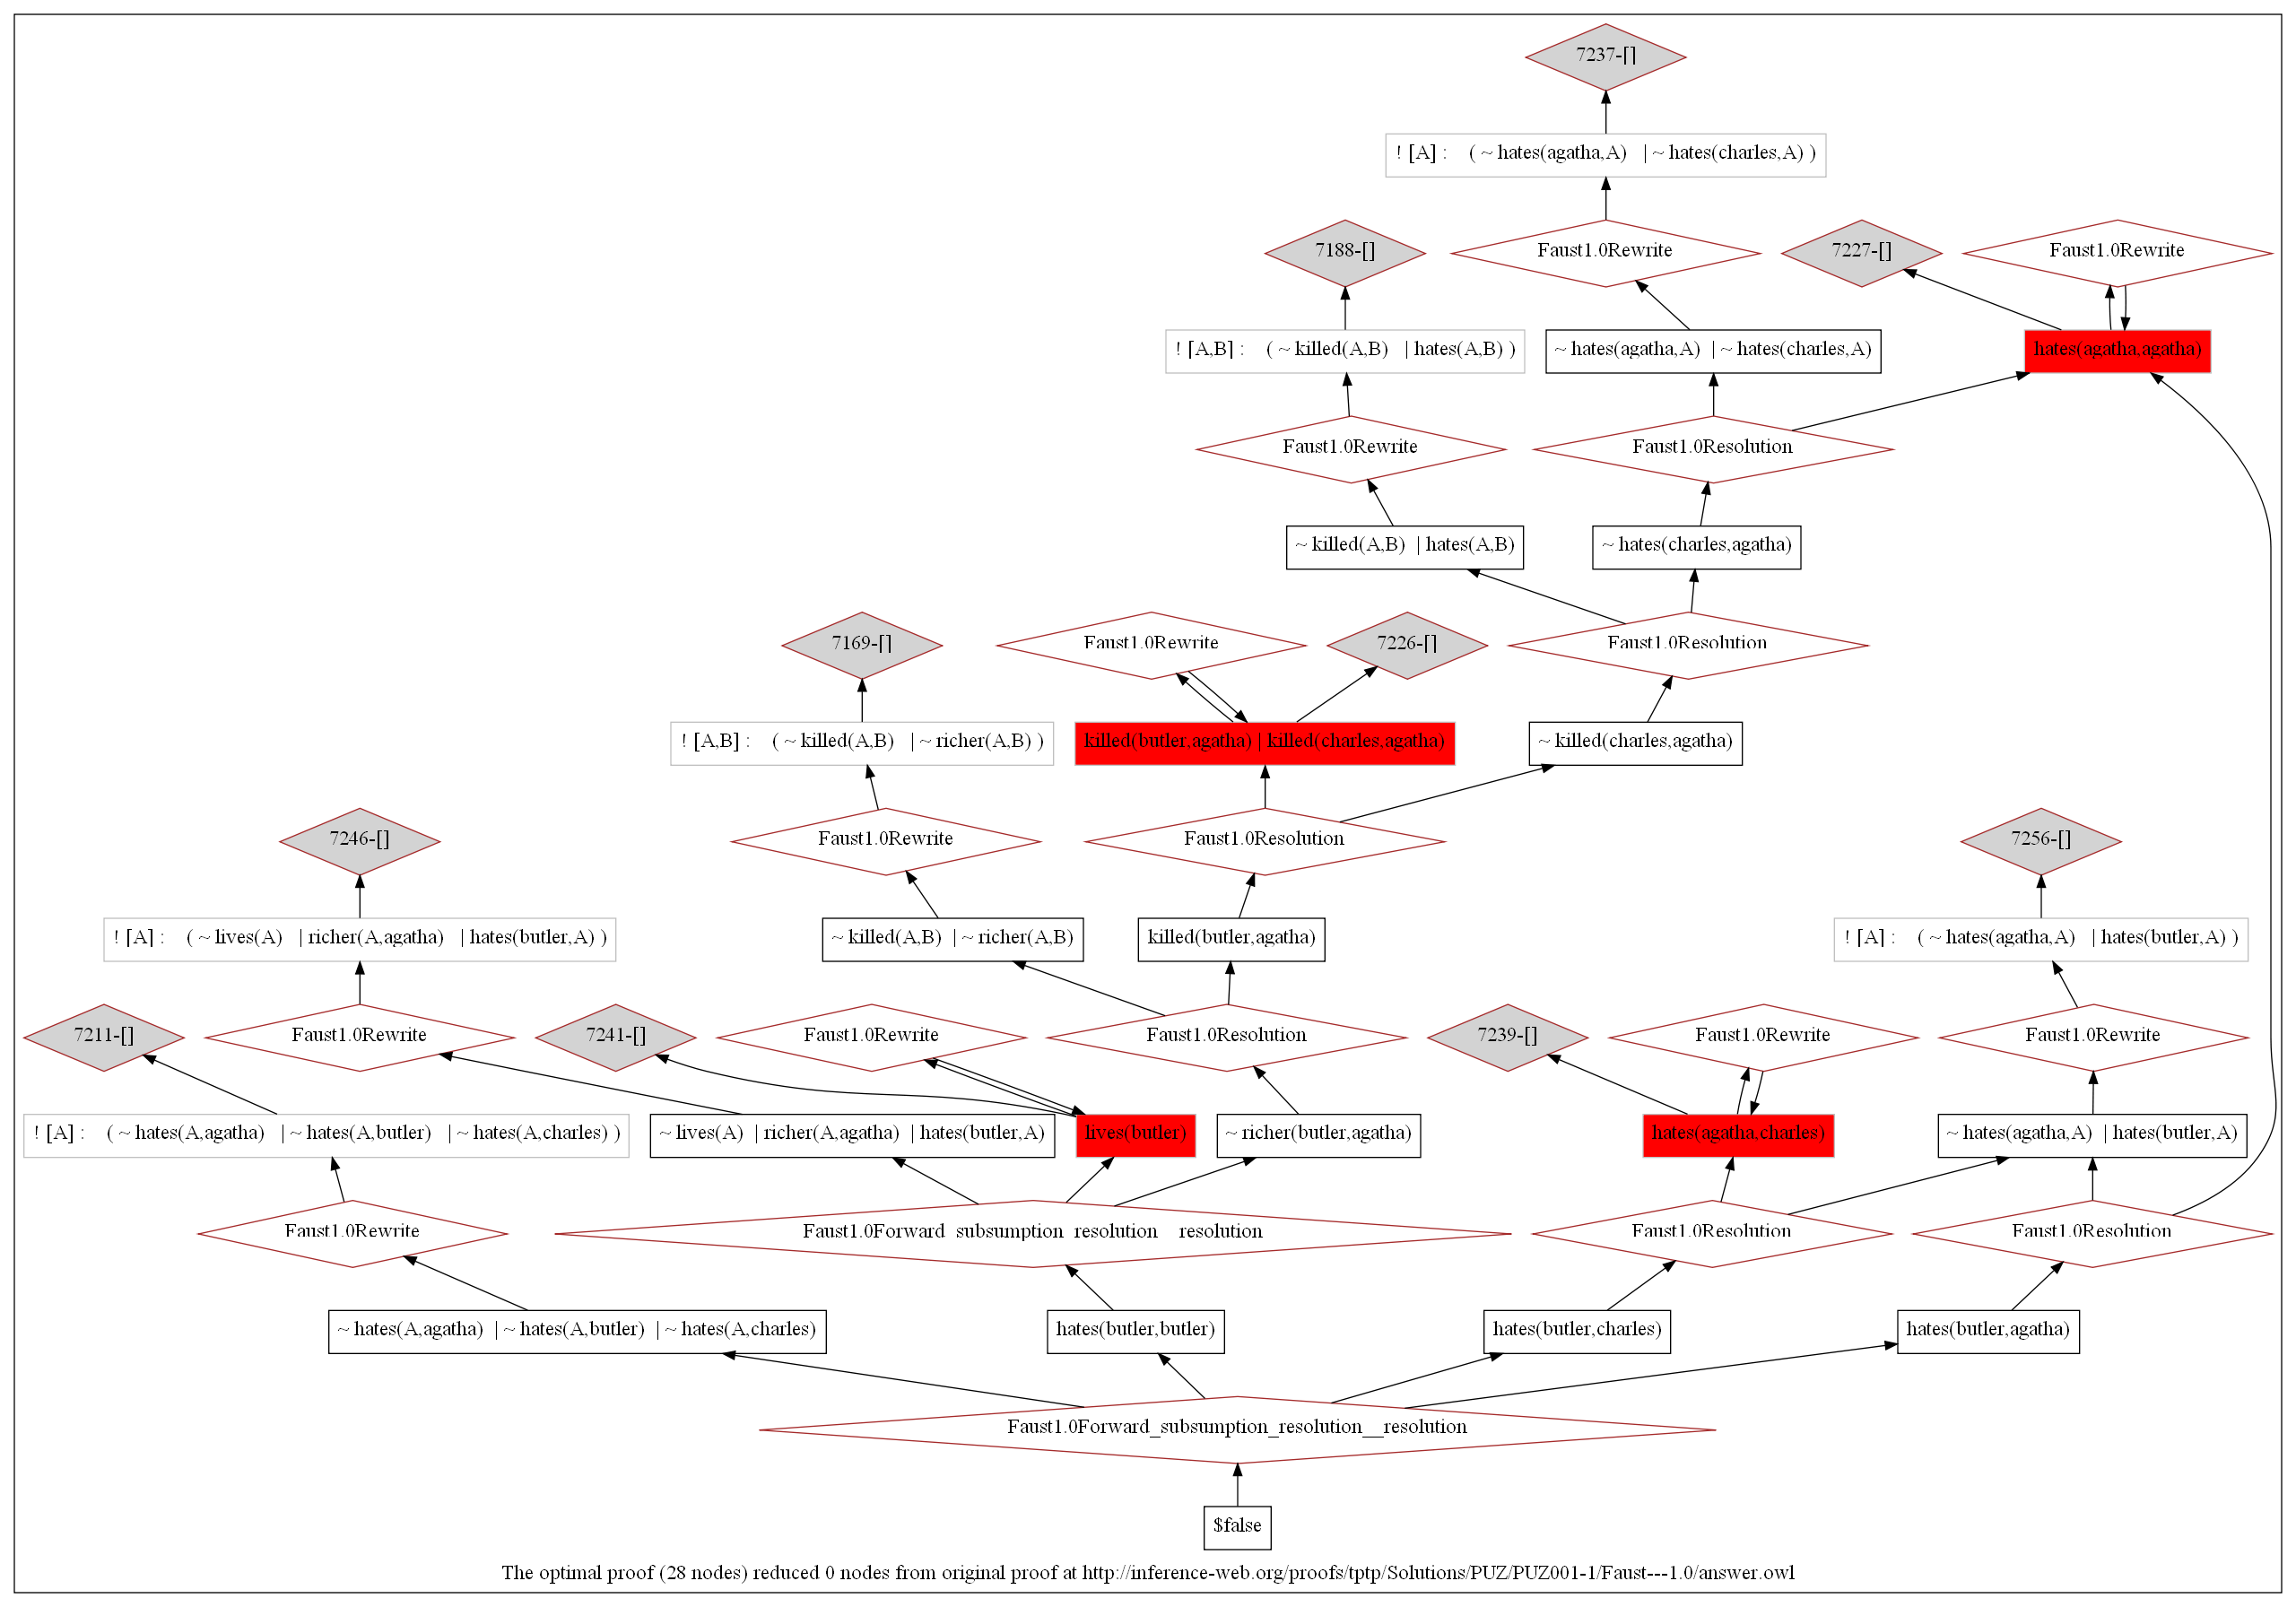 7237-[]
! [A] : ( ~ hates(agatha,A) | ~ hates(charles,A) )
7188-[]
Faust1.0Rewrite
7227-[]
Faust1.0Rewrite
! [A,B] : ( ~ killed(A,B) | hates(A,B) )
~ hates(agatha,A) | ~ hates(charles,A)
hates(agatha,agatha)
Faust1.0Rewrite
Faust1.0Resolution
~ killed(A,B) | hates(A,B)
~ hates(charles,agatha)
7169-[]
Faust1.0Rewrite
7226-[]
Faust1.0Resolution
! [A,B] : ( ~ killed(A,B) | ~ richer(A,B) )
killed(butler,agatha) | killed(charles,agatha)
~ killed(charles,agatha)
7246-[]
Faust1.0Rewrite
Faust1.0Resolution
7256-[]
! [A] : ( ~ lives(A) | richer(A,agatha) | hates(butler,A) )
~ killed(A,B) | ~ richer(A,B)
killed(butler,agatha)
! [A] : ( ~ hates(agatha,A) | hates(butler,A) )
7211-[]
Faust1.0Rewrite
7241-[]
Faust1.0Rewrite
Faust1.0Resolution
7239-[]
Faust1.0Rewrite
Faust1.0Rewrite
! [A] : ( ~ hates(A,agatha) | ~ hates(A,butler) | ~ hates(A,charles) )
~ lives(A) | richer(A,agatha) | hates(butler,A)
lives(butler)
~ richer(butler,agatha)
hates(agatha,charles)
~ hates(agatha,A) | hates(butler,A)
Faust1.0Rewrite
Faust1.0Forward_subsumption_resolution__resolution
Faust1.0Resolution
Faust1.0Resolution
~ hates(A,agatha) | ~ hates(A,butler) | ~ hates(A,charles)
hates(butler,butler)
hates(butler,charles)
hates(butler,agatha)
Faust1.0Forward_subsumption_resolution__resolution
$false
The optimal proof (28 nodes) reduced 0 nodes from original proof at http://inference-web.org/proofs/tptp/Solutions/PUZ/PUZ001-1/Faust---1.0/answer.owl